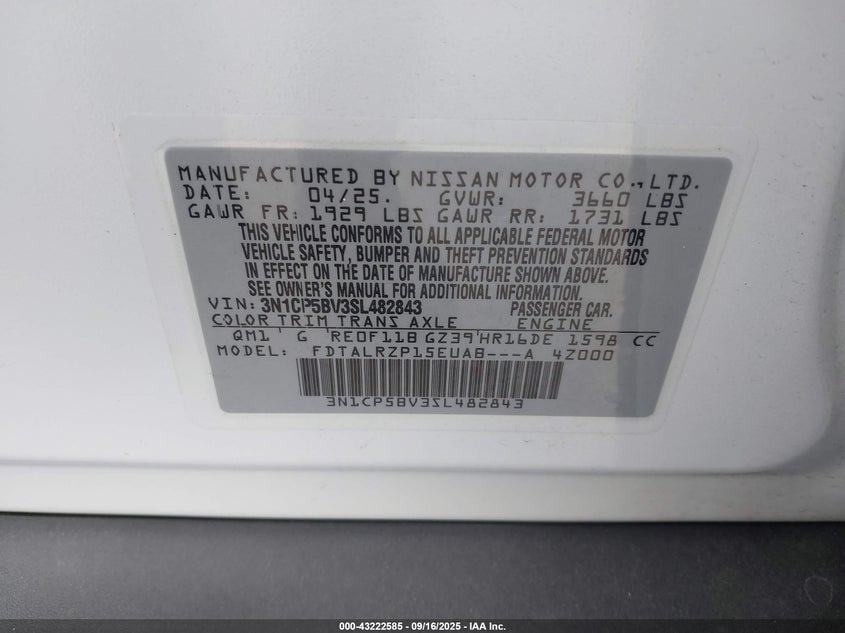 MANUFACTURED BY NISSAN MOTOR CO., LTD.
DATE: 04/25. GVWR: 3660 LBS
GAWR FR: 1929 LBS GAWR RR: 1731 LBS
THIS VEHICLE CONFORMS TO ALL APPLICABLE FEDERAL MOTOR
VEHICLE SAFETY, BUMPER AND THEFT PREVENTION STANDARDS
IN EFFECT ON THE DATE OF MANUFACTURE SHOWN ABOVE.
SEE OWNER'S MANUAL FOR ADDITIONAL INFORMATION.
VIN: 3N1CP5BV3SL482843 PASSENGER CAR.
COLOR TRIM TRANS AXLE ENGINE
QM1 G RE0F11B GZ39 HR16DE 1598 CC
MODEL: FDTALRZP15EUAB---A 4Z000
3N1CP5BV3SL482843
000-43222585 - 09/16/2025 - IAA Inc.